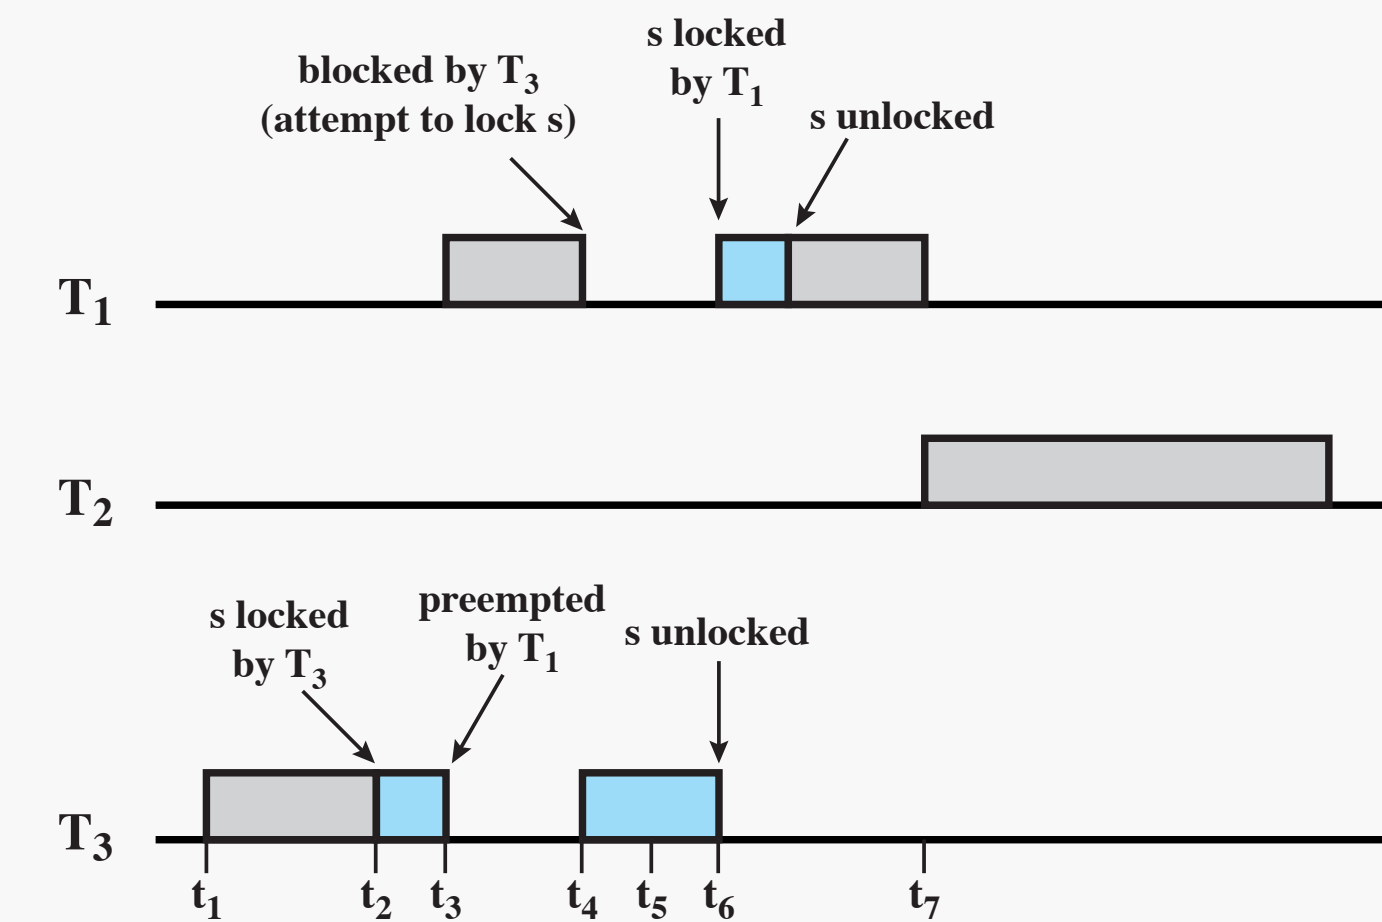 s locked
by T₁
blocked by T₃
(attempt to lock s)
s unlocked
T₁
T₂
s locked
by T₃
preempted
by T₁
s unlocked
T₃
t₁ t₂ t₃ t₄ t₅ t₆ t₇